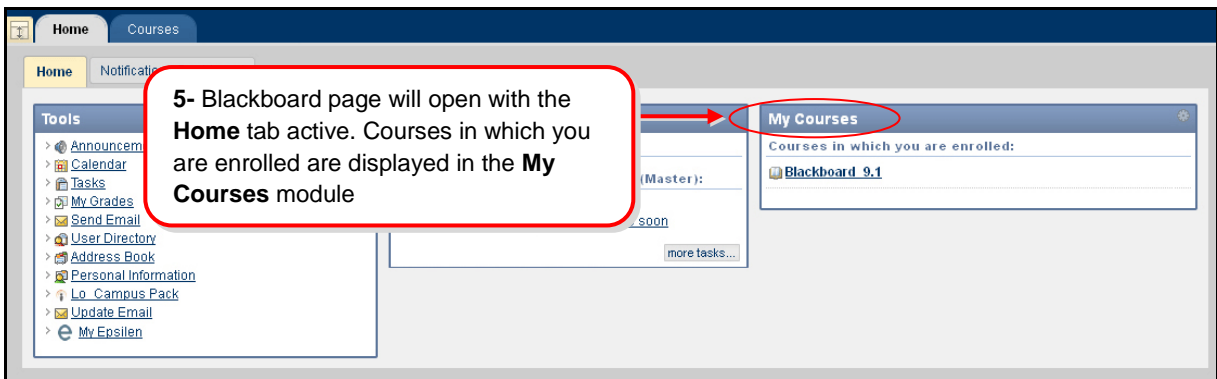 Home Courses
Home Notificatio
5- Blackboard page will open with the
Home tab active. Courses in which you
are enrolled are displayed in the My
Courses module
Tools
Announcem
Calendar
Tasks
My Grades
Send Email
User Directory
Address Book
Personal Information
Lo Campus Pack
Update Email
My Epsilen
(Master):
soon
more tasks...
My Courses
Courses in which you are enrolled:
Blackboard 9.1